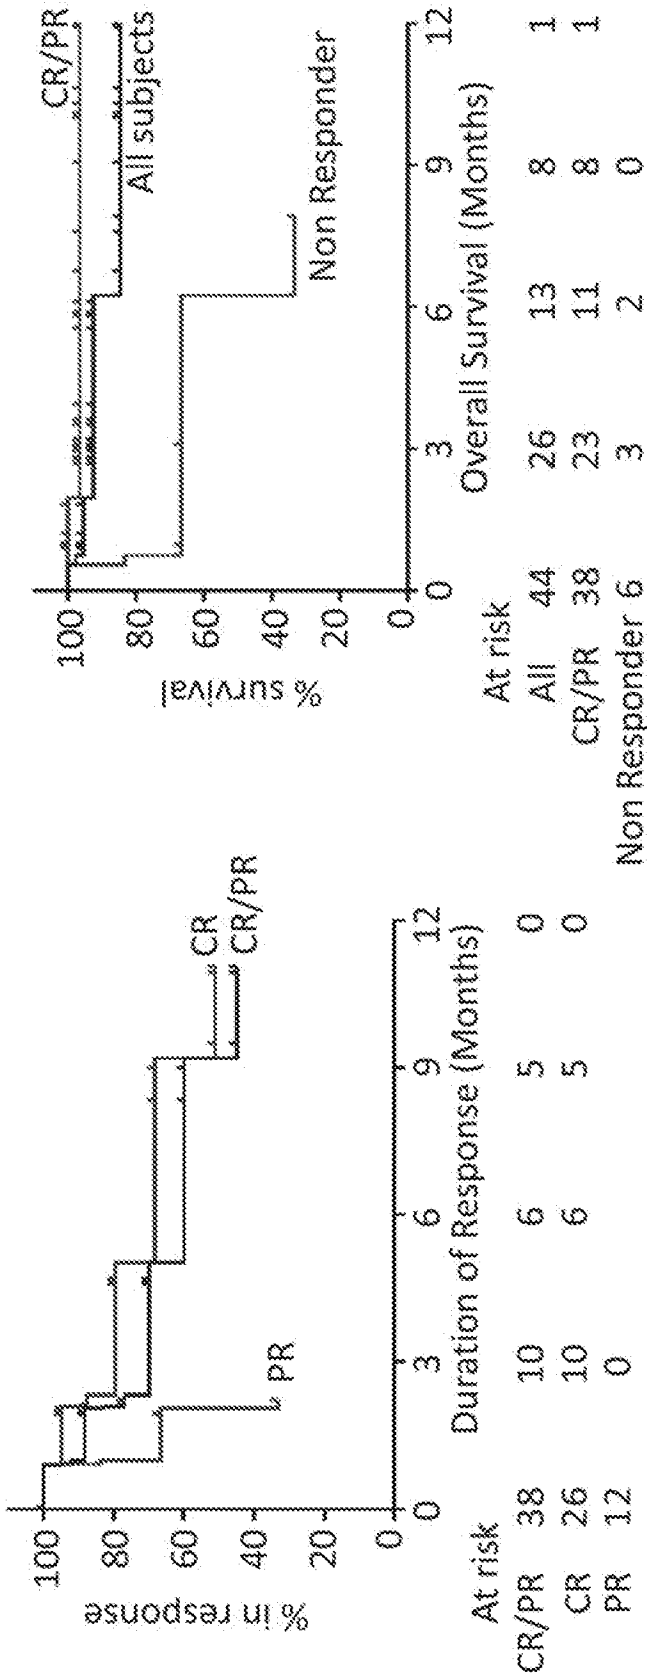 % in response
100
80
60
40
20
0
CR
CR/PR
PR
0 3 6 9 12
Duration of Response (Months)
At risk
CR/PR 38 10 6 5 0
CR 26 10 6 5 0
PR 12 0
% survival
100
80
60
40
20
0
CR/PR
All subjects
Non Responder
0 3 6 9 12
Overall Survival (Months)
At risk
All 44 26 13 8 1
CR/PR 38 23 11 8 1
Non Responder 6 3 2 0